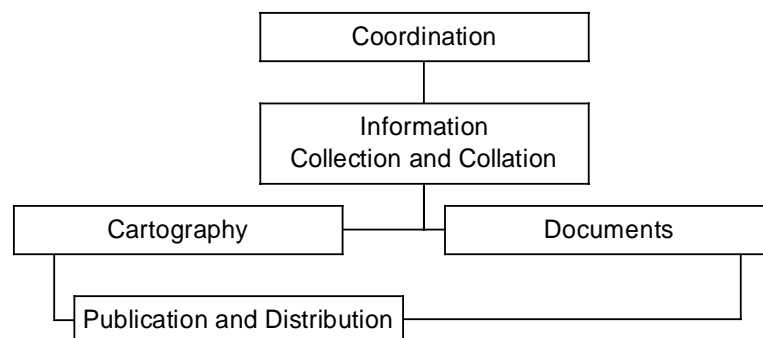 Coordination
Information
Collection and Collation
Cartography
Documents
Publication and Distribution